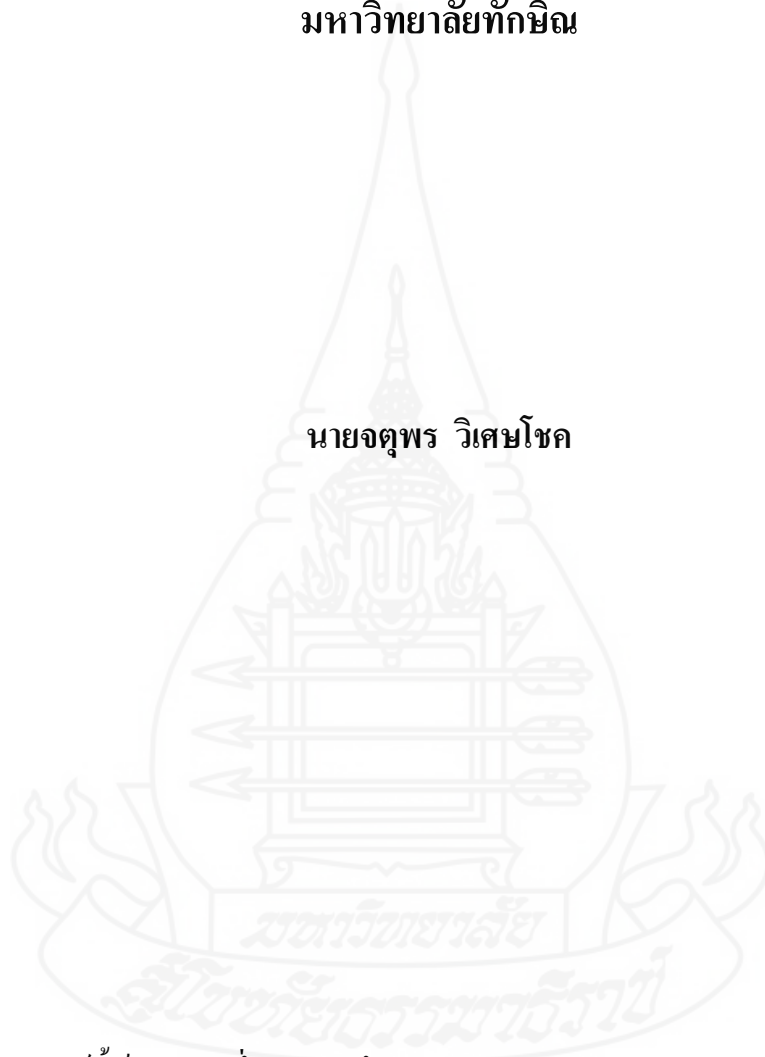 มหาวิทยาลัยทักษิณ
นายจตุพร วิเศษโชค
มหาวิทยาลัย
สุโขทัยธรรมาธิราช